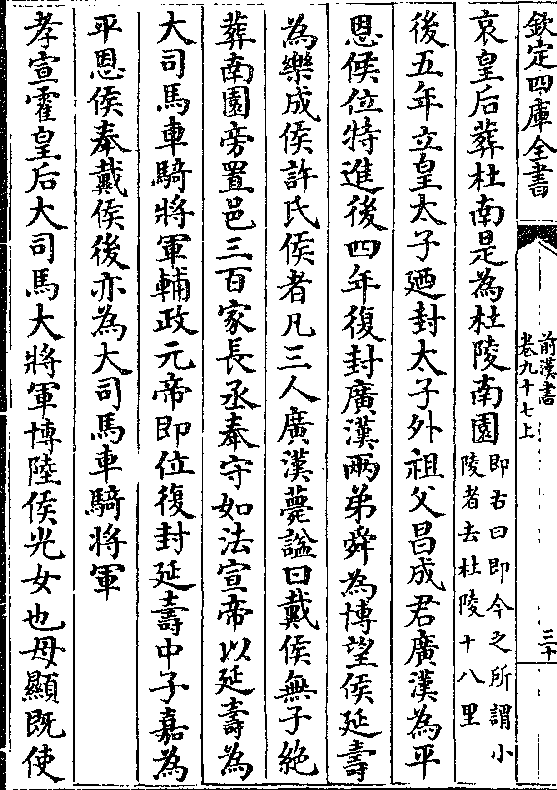 欽定四庫全書
前漢書
卷九十七上
三十
哀皇后葬杜南是為杜陵南園
即右曰即今之所謂小
陵者去杜陵十八里
後五年立皇太子廼封太子外祖父昌成君廣漢為平
恩侯位特進後四年復封廣漢兩弟舜為博望侯延壽
為樂成侯許氏侯者凡三人廣漢薨諡曰戴侯無子絶
葬南園旁置邑三百家長丞奉守如法宣帝以延壽為
大司馬車騎將軍輔政元帝即位復封延壽中子嘉為
平恩侯奉戴侯後亦為大司馬車騎將軍
孝宣霍皇后大司馬大將軍博陸侯光女也母顯既使